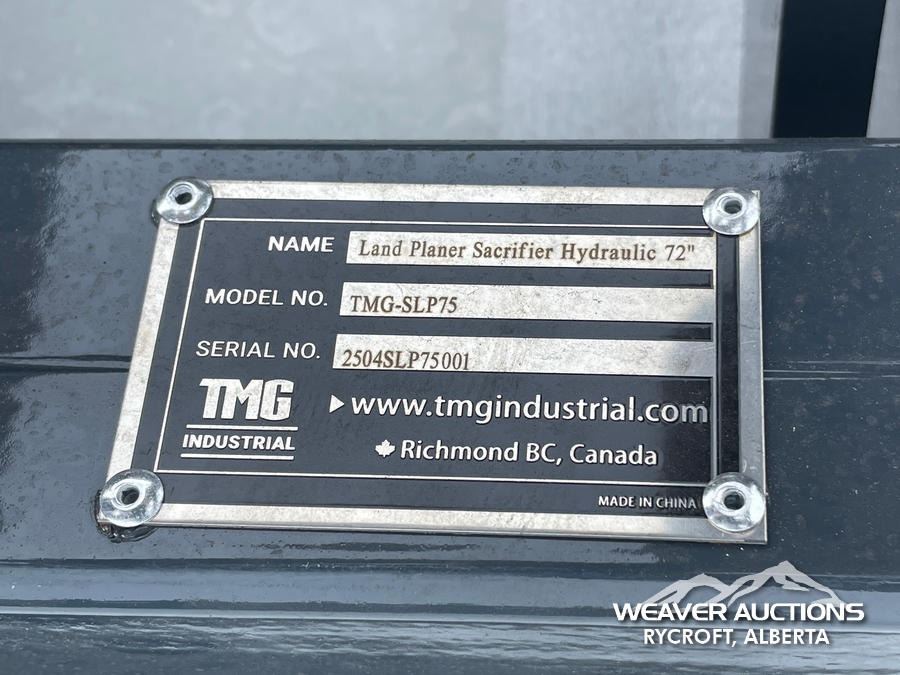 NAME Land Planer Sacrifier Hydraulic 72"
MODEL NO. TMG-SLP75
SERIAL NO. 2504SLP75001
TMG
INDUSTRIAL
www.tmgindustrial.com
Richmond BC, Canada
MADE IN CHINA
WEAVER AUCTIONS
RYCROFT, ALBERTA